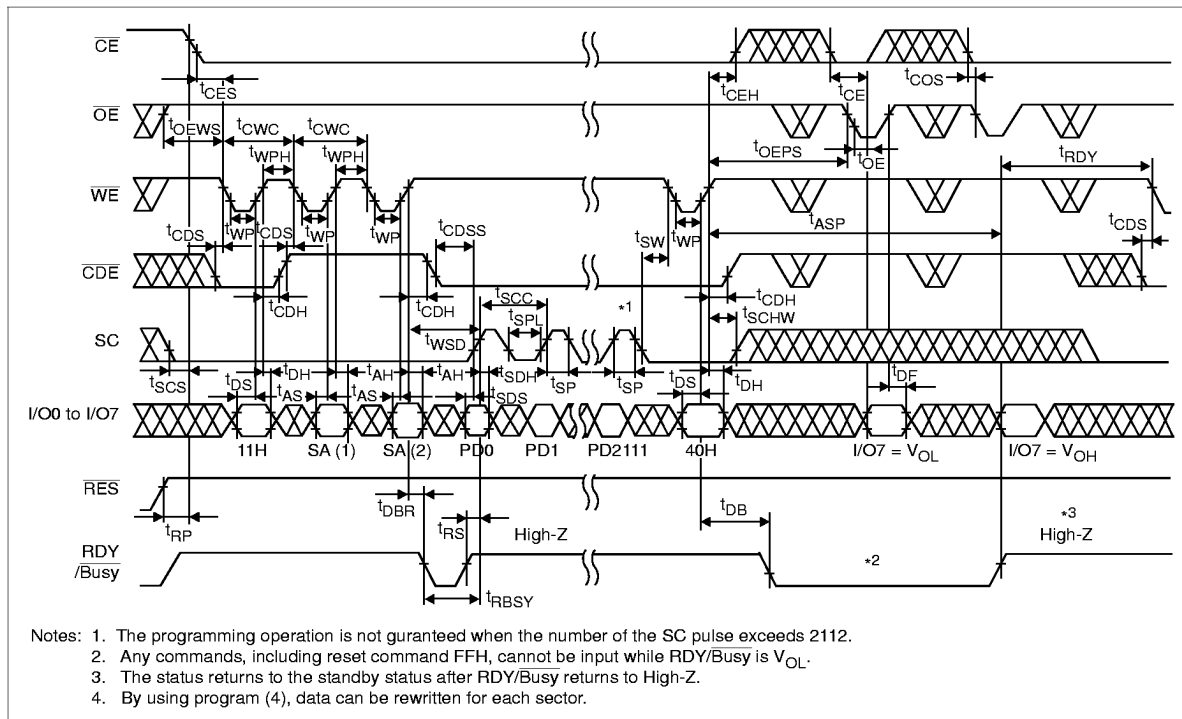 CE
tCES
tCEH
tCE
tCOS
OE
tOEWS
tCWC
tCWC
tWPH
tWPH
tOEPS
tOE
tRDY
WE
tCDS
tWP
tCDS
tWP
tWP
tCDSS
tSW
tWP
tASP
tCDS
CDE
tCDH
tCDH
tSCC
tSPL
*1
tCDH
tSCHW
SC
tWSD
tSCS
tDS
tDH
tAS
tAH
tAS
tAH
tSDH
tSDS
tSP
tSP
tDS
tDH
tDF
I/O0 to I/O7
11H
SA (1)
SA (2)
PD0
PD1
PD2111
40H
I/O7 = VOL
I/O7 = VOH
RES
tRP
tDBR
tRS
High-Z
tDB
*3
High-Z
RDY
/Busy
tRBSY
*2
Notes: 1. The programming operation is not guranteed when the number of the SC pulse exceeds 2112.
2. Any commands, including reset command FFH, cannot be input while RDY/Busy is VOL.
3. The status returns to the standby status after RDY/Busy returns to High-Z.
4. By using program (4), data can be rewritten for each sector.